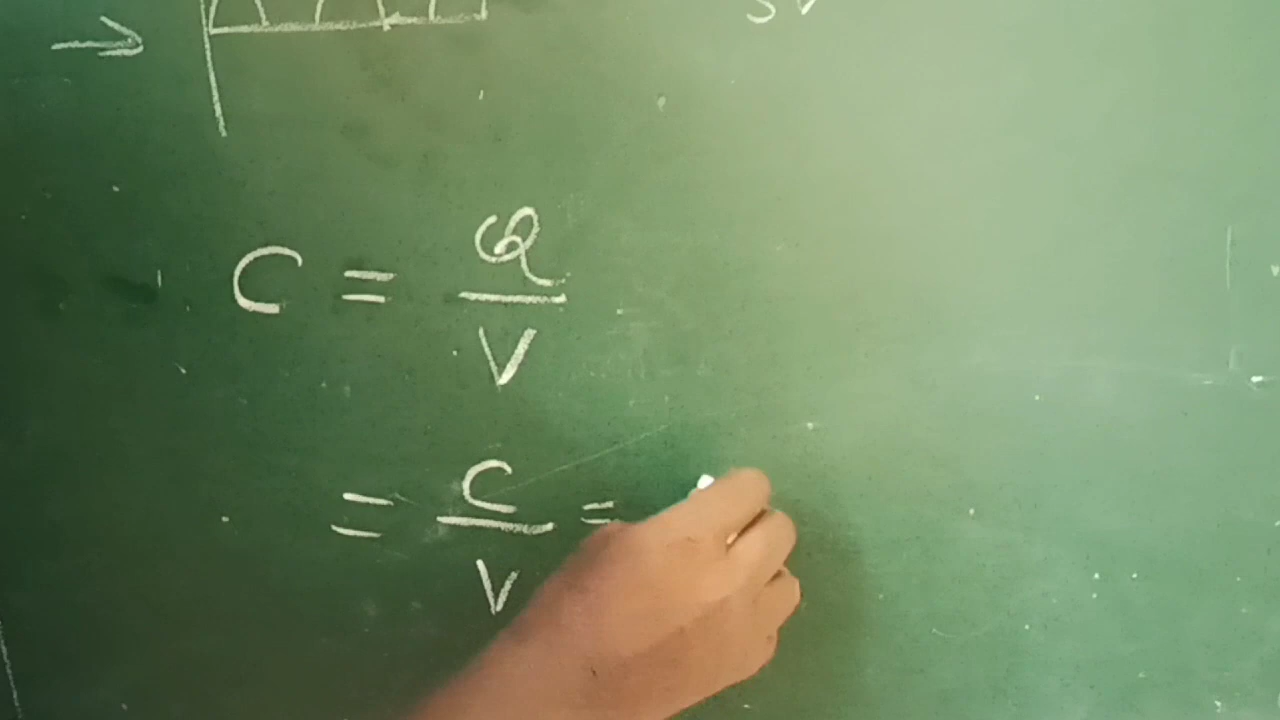 C = Q/V
= C/V =